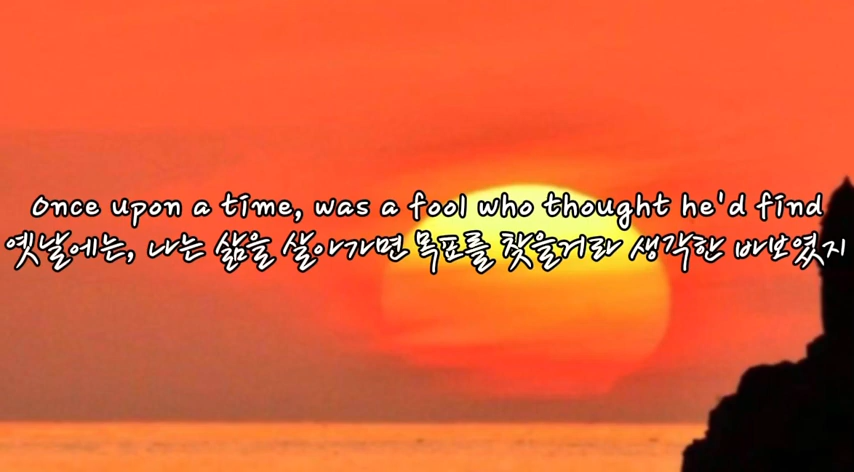 Once upon a time, was a fool who thought he'd find
옛날에는, 나는 삶을 살아가면 목표를 찾을거라 생각한 바보였지